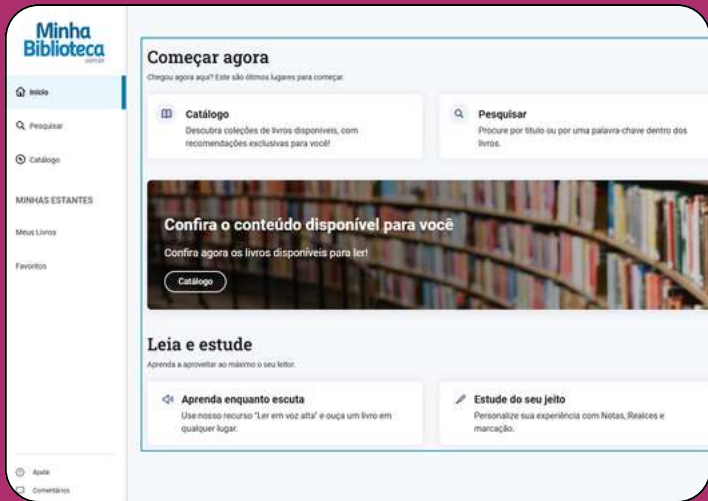 Minha
Biblioteca
.com.br
Início
Pesquisar
Catálogo
MINHAS ESTANTES
Meus Livros
Favoritos
Ajuda
Comentários
Começar agora
Chegou agora aqui? Este são ótimos lugares para começar.
Catálogo
Descubra coleções de livros disponíveis, com
recomendações exclusivas para você!
Pesquisar
Procure por título ou por uma palavra-chave dentro dos
livros.
Confira o conteúdo disponível para você
Confira agora os livros disponíveis para ler!
Catálogo
Leia e estude
Aprenda a aproveitar ao máximo o seu leitor.
Aprenda enquanto escuta
Use nosso recurso "Ler em voz alta" e ouça um livro em
qualquer lugar.
Estude do seu jeito
Personalize sua experiência com Notas, Realces e
marcação.